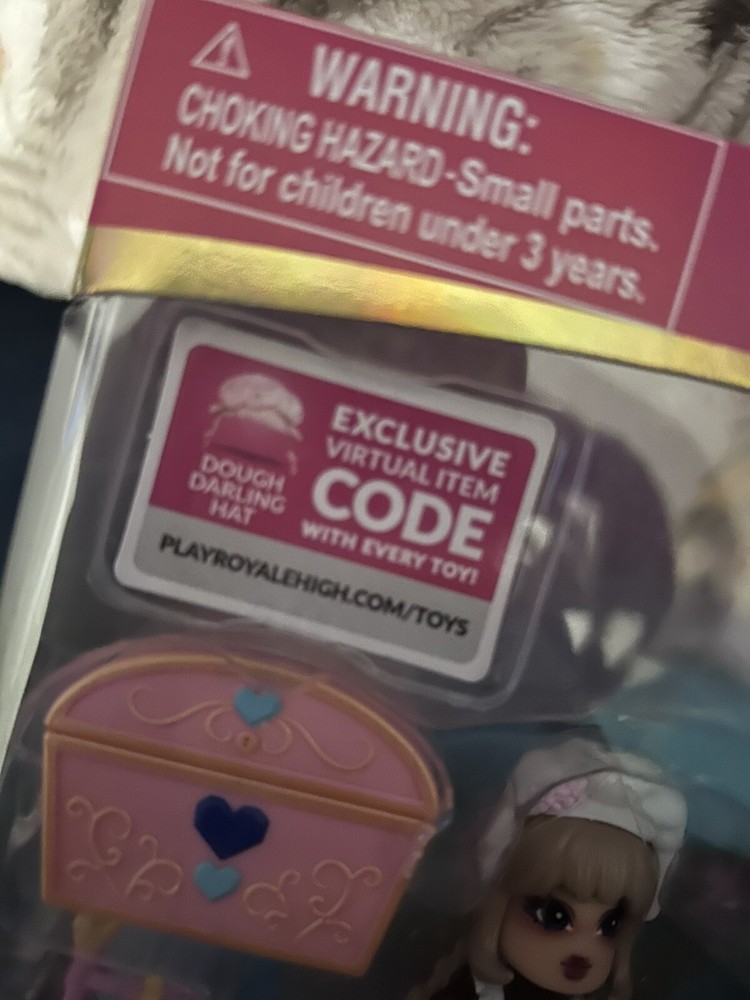 WARNING:
CHOKING HAZARD-Small parts.
Not for children under 3 years.
DOUGH
DARLING
HAT
EXCLUSIVE
VIRTUAL ITEM
CODE
WITH EVERY TOY!
PLAYROYALEHIGH.COM/TOYS